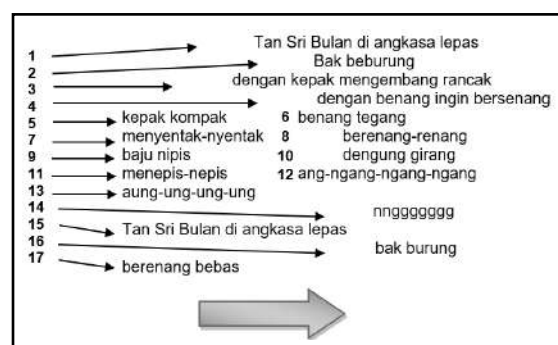 1 Tan Sri Bulan di angkasa lepas
2 Bak beburung
3 dengan kepak mengembang rancak
4 dengan benang ingin bersenang
5 kepak kompak 6 benang tegang
7 menyentak-nyentak 8 berenang-renang
9 baju nipis 10 dengung girang
11 menepis-nepis 12 ang-ngang-ngang-ngang
13 aung-ung-ung-ung
14 nnggggggg
15 Tan Sri Bulan di angkasa lepas
16 bak burung
17 berenang bebas